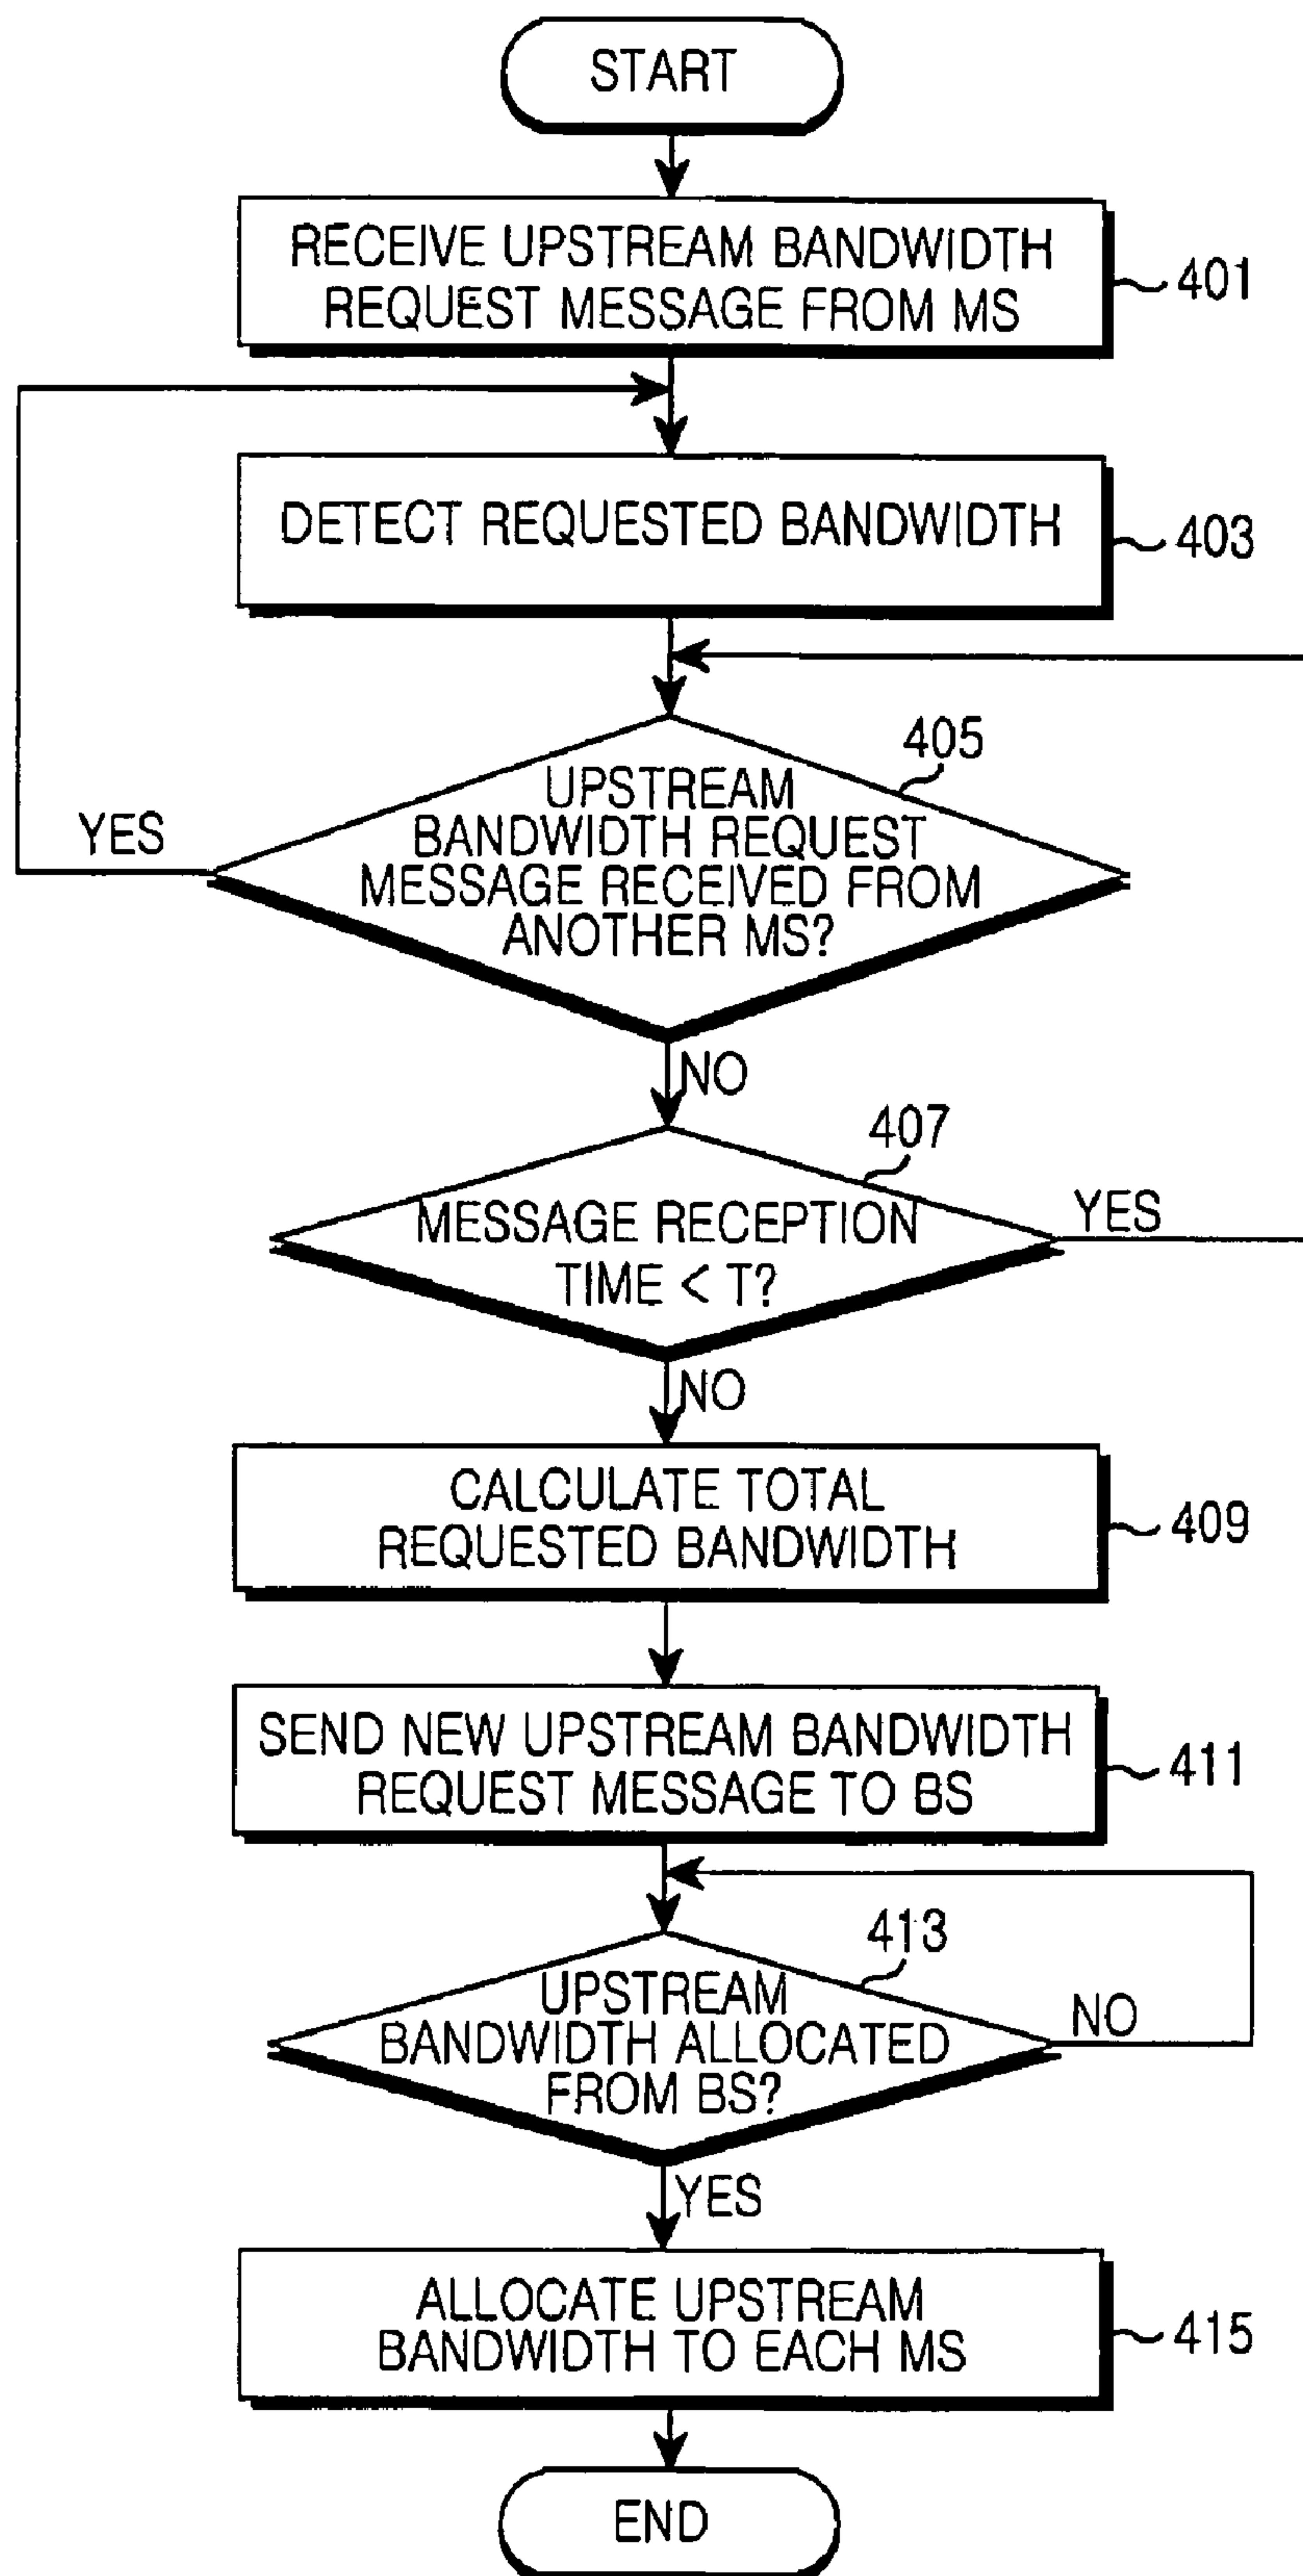 START
RECEIVE UPSTREAM BANDWIDTH
REQUEST MESSAGE FROM MS
401
DETECT REQUESTED BANDWIDTH
403
405
UPSTREAM
BANDWIDTH REQUEST
MESSAGE RECEIVED FROM
ANOTHER MS?
YES
NO
407
MESSAGE RECEPTION
TIME < T?
YES
NO
CALCULATE TOTAL
REQUESTED BANDWIDTH
409
SEND NEW UPSTREAM BANDWIDTH
REQUEST MESSAGE TO BS
411
413
UPSTREAM
BANDWIDTH ALLOCATED
FROM BS?
NO
YES
ALLOCATE UPSTREAM
BANDWIDTH TO EACH MS
415
END